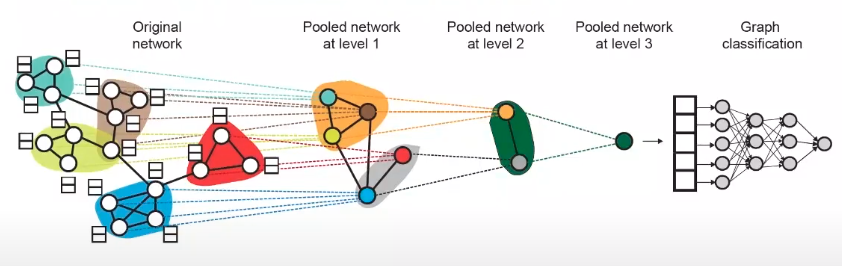 Original
network
Pooled network
at level 1
Pooled network
at level 2
Pooled network
at level 3
Graph
classification